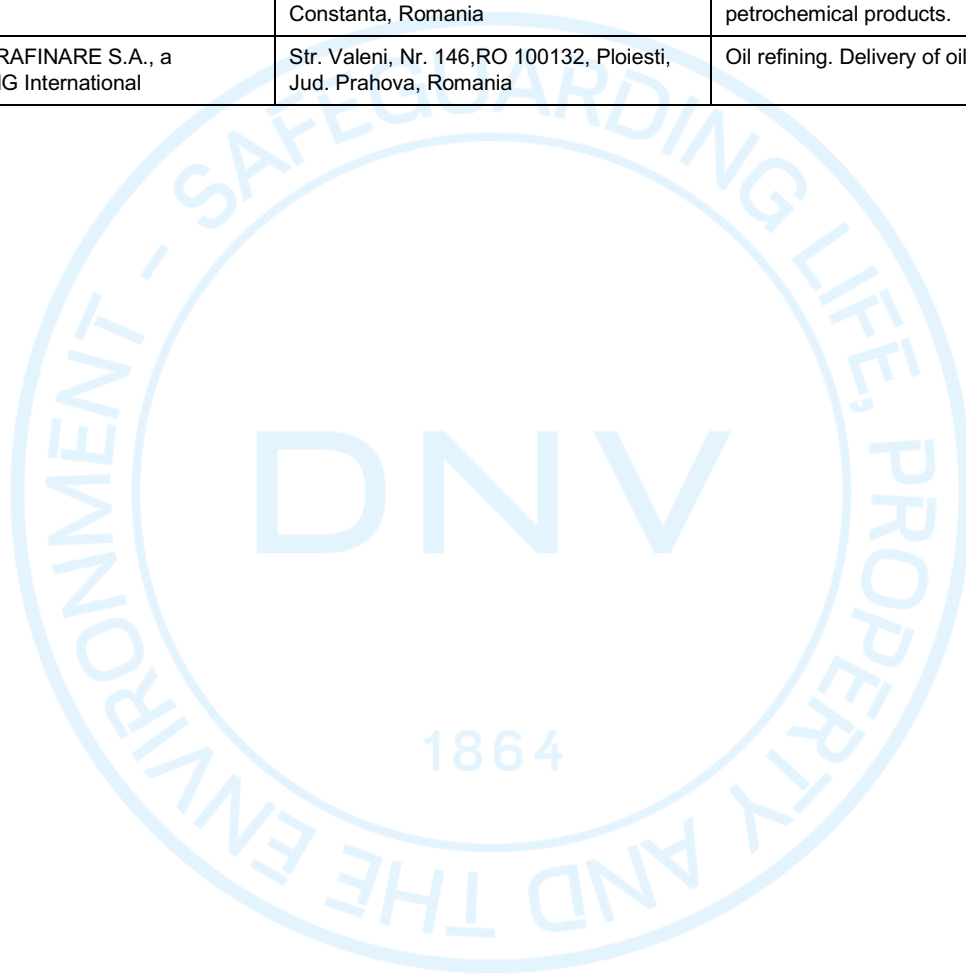 Constanta, Romania
petrochemical products.
RAFINARE S.A., a
Str. Valeni, Nr. 146,RO 100132, Ploiesti,
Oil refining. Delivery of oil
G International
Jud. Prahova, Romania
SAFEGUARDING LIFE, PROPERTY AND THE ENVIRONMENT -
DNV
1864